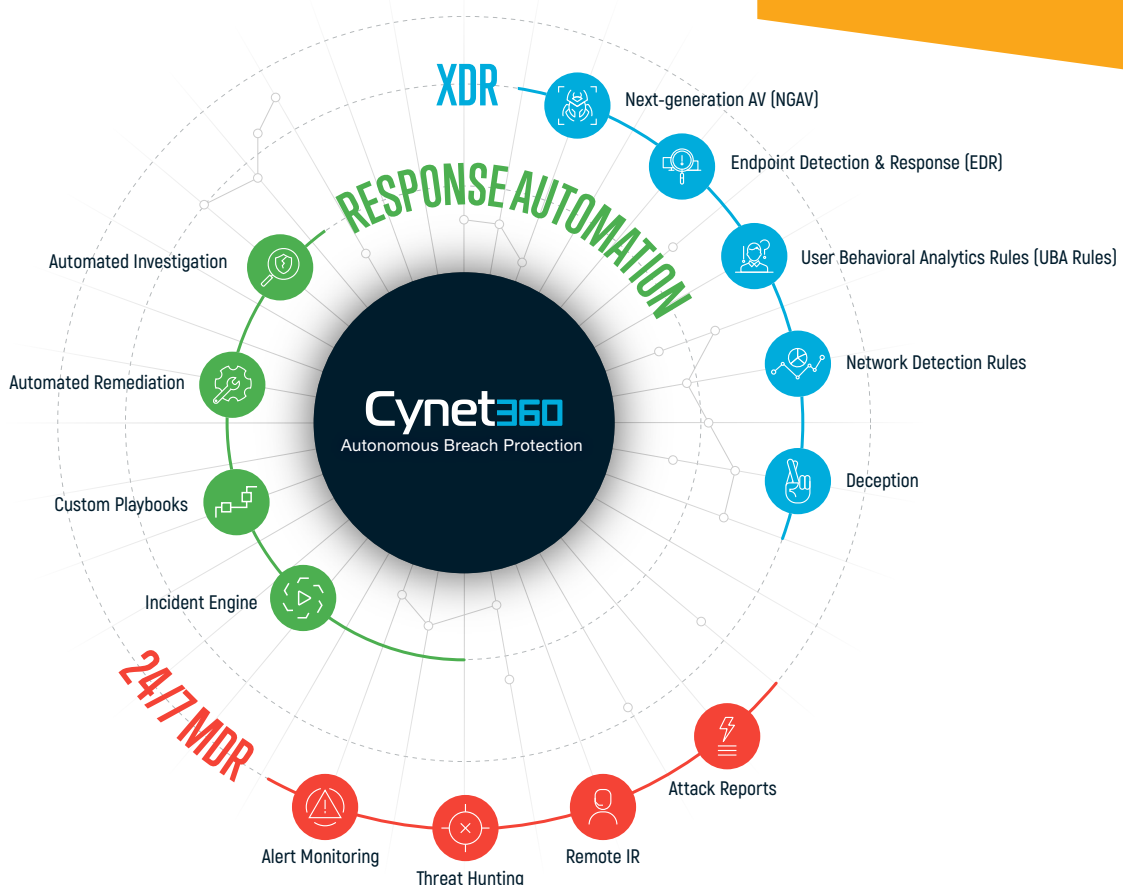 XDR
Next-generation AV (NGAV)
Endpoint Detection & Response (EDR)
User Behavioral Analytics Rules (UBA Rules)
Network Detection Rules
Deception
RESPONSE AUTOMATION
Automated Investigation
Automated Remediation
Custom Playbooks
Incident Engine
Cynet360
Autonomous Breach Protection
24/7 MDR
Alert Monitoring
Threat Hunting
Remote IR
Attack Reports